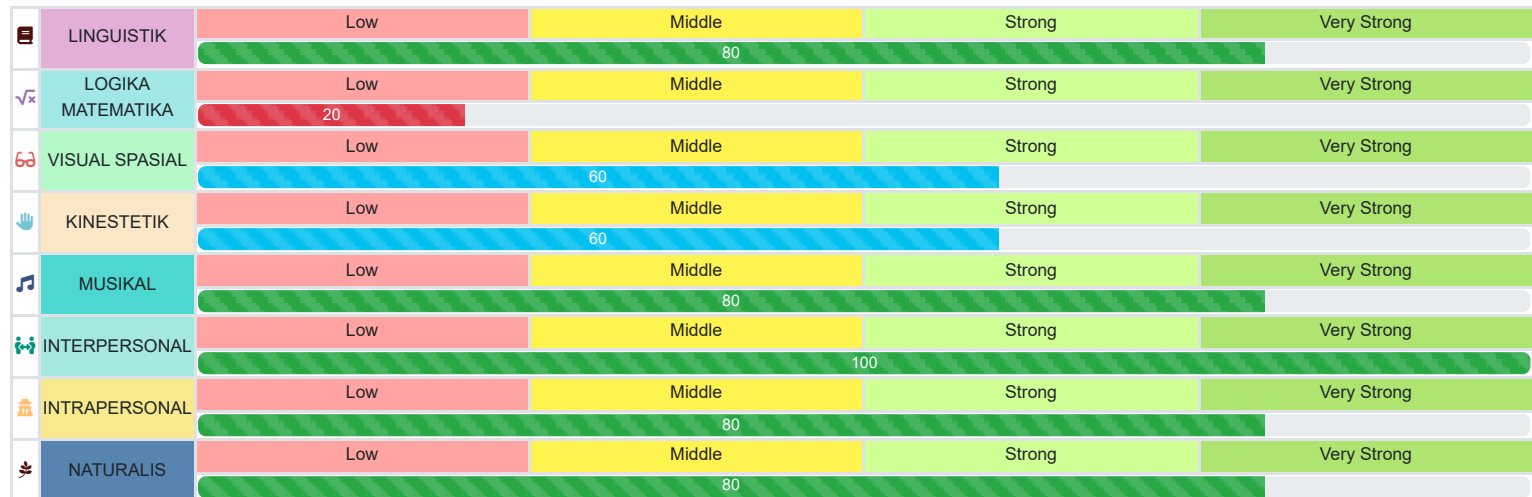 Low Middle Strong Very Strong
LINGUISTIK
80
Low Middle Strong Very Strong
LOGIKA
MATEMATIKA
20
Low Middle Strong Very Strong
VISUAL SPASIAL
60
Low Middle Strong Very Strong
KINESTETIK
60
Low Middle Strong Very Strong
MUSIKAL
80
Low Middle Strong Very Strong
INTERPERSONAL
100
Low Middle Strong Very Strong
INTRAPERSONAL
80
Low Middle Strong Very Strong
NATURALIS
80